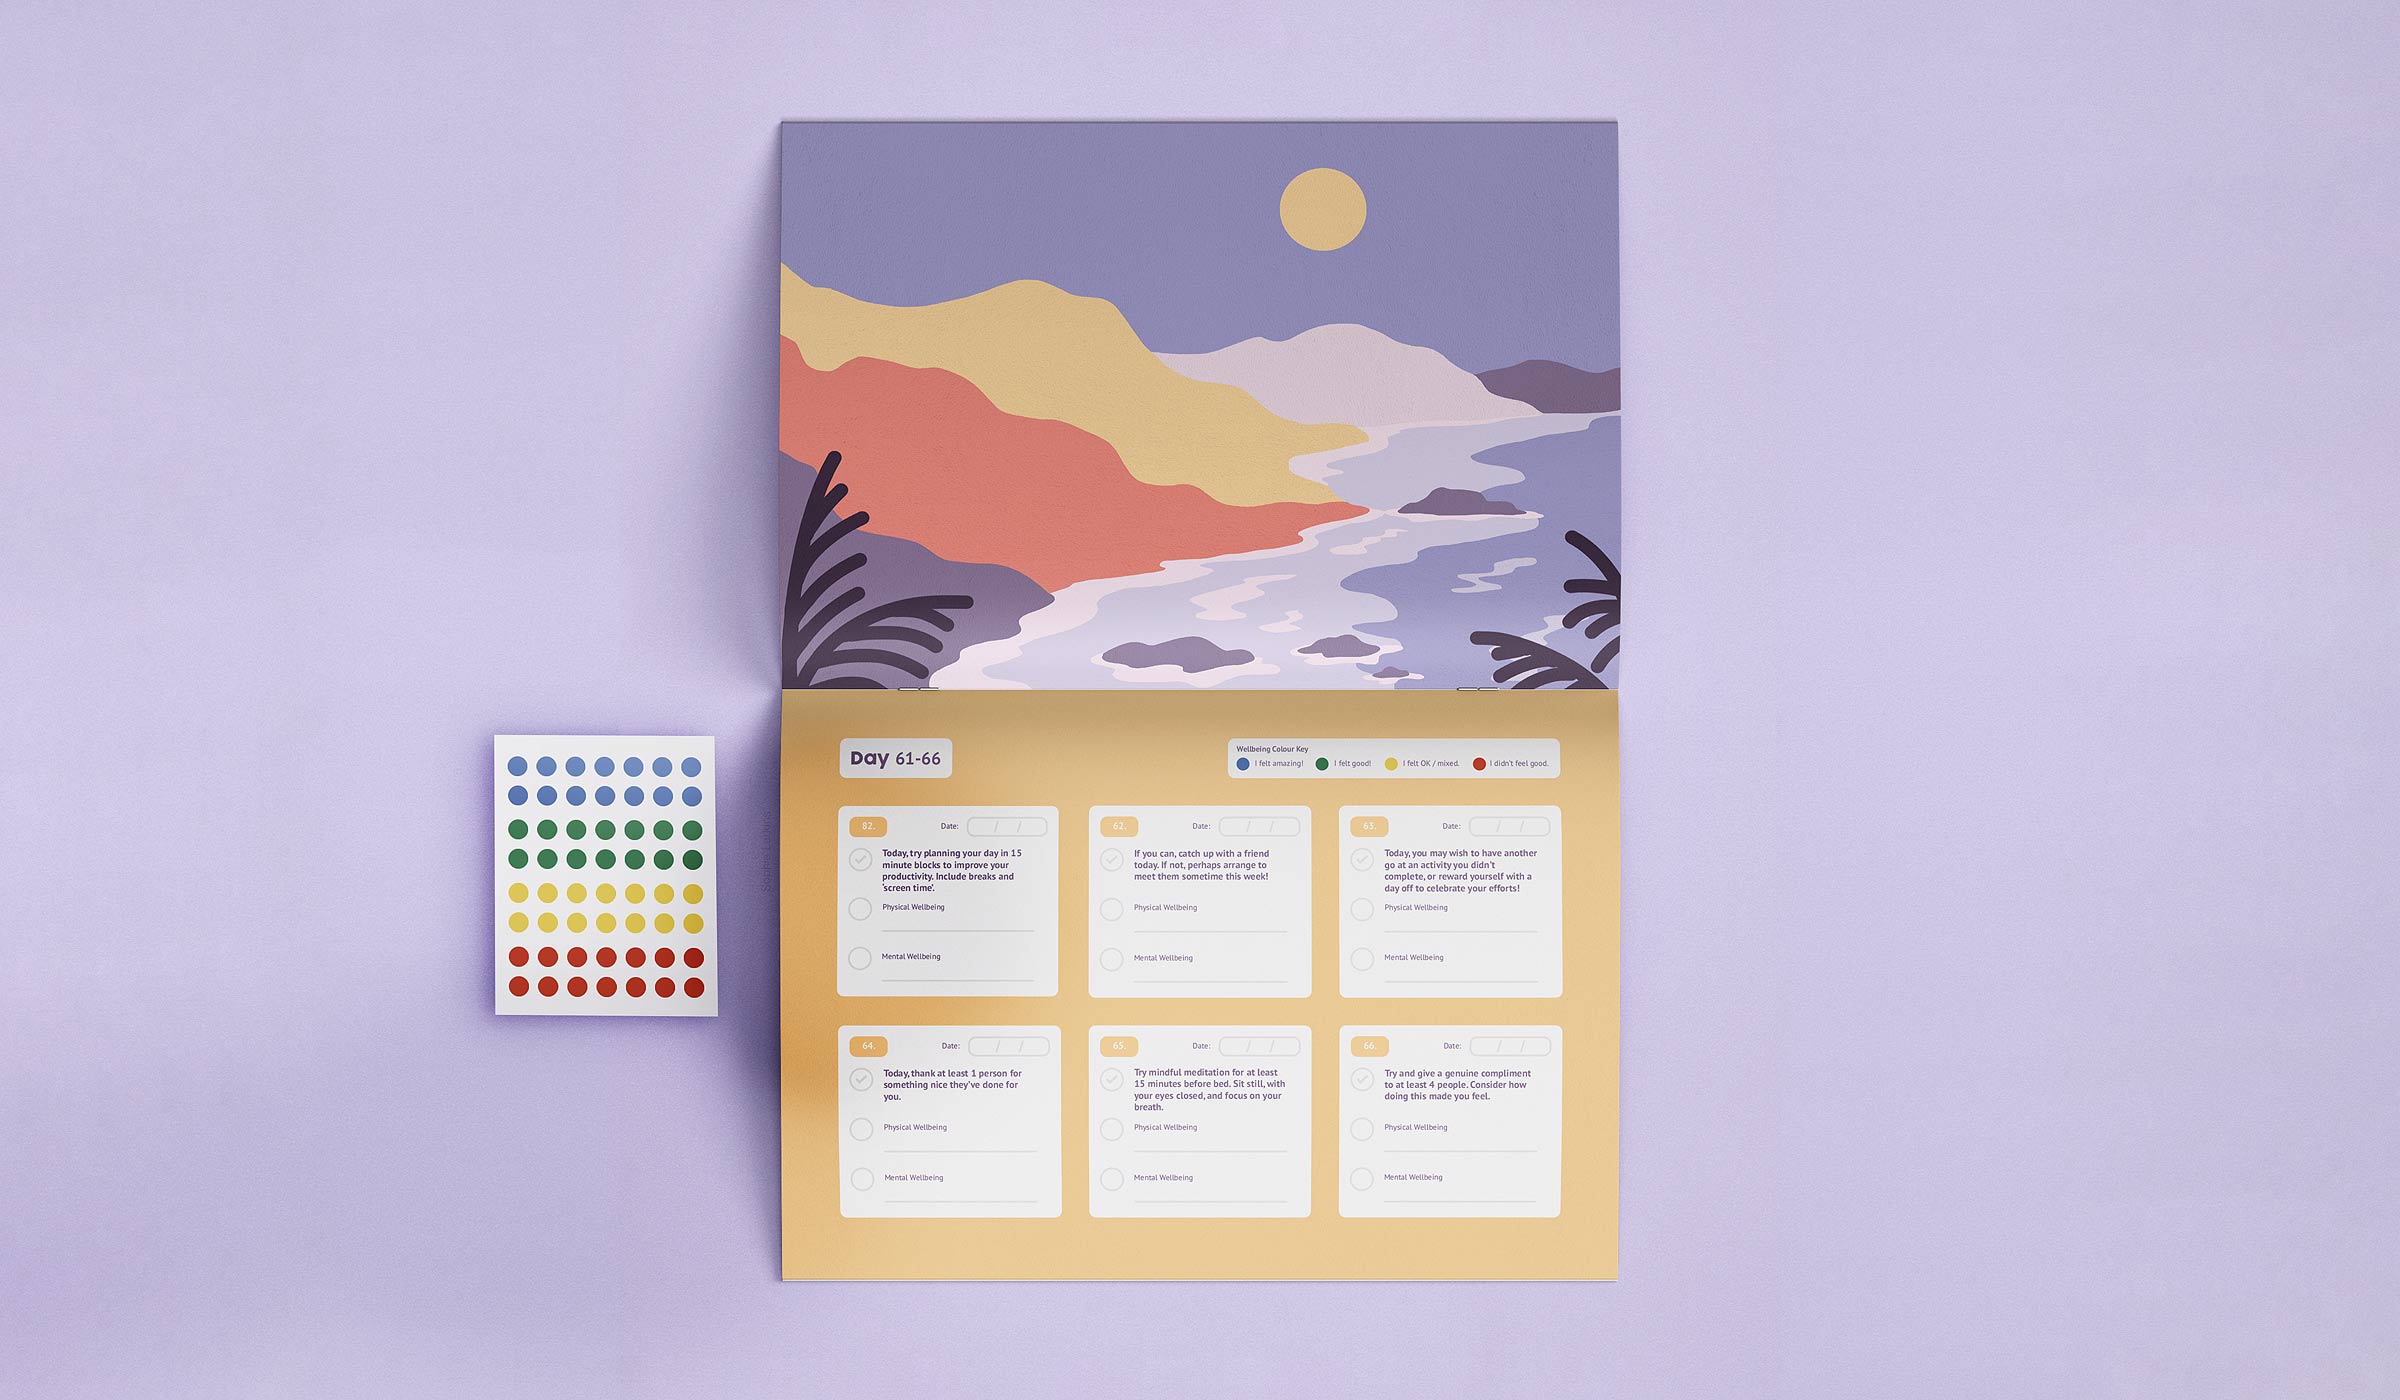 Day 61-66
Wellbeing Colour Key
I felt amazing! I felt good! I felt OK / mixed. I didn't feel good.
82. Date: / /
Today, try planning your day in 15
minute blocks to improve your
productivity. Include breaks and
'screen time'.
Physical Wellbeing
Mental Wellbeing
62. Date: / /
If you can, catch up with a friend
today. If not, perhaps arrange to
meet them sometime this week!
Physical Wellbeing
Mental Wellbeing
63. Date: / /
Today, you may wish to have another
go at an activity you didn't
complete, or reward yourself with a
day off to celebrate your efforts!
Physical Wellbeing
Mental Wellbeing
64. Date: / /
Today, thank at least 1 person for
something nice they've done for
you.
Physical Wellbeing
Mental Wellbeing
65. Date: / /
Try mindful meditation for at least
15 minutes before bed. Sit still, with
your eyes closed, and focus on your
breath.
Physical Wellbeing
Mental Wellbeing
66. Date: / /
Try and give a genuine compliment
to at least 4 people. Consider how
doing this made you feel.
Physical Wellbeing
Mental Wellbeing